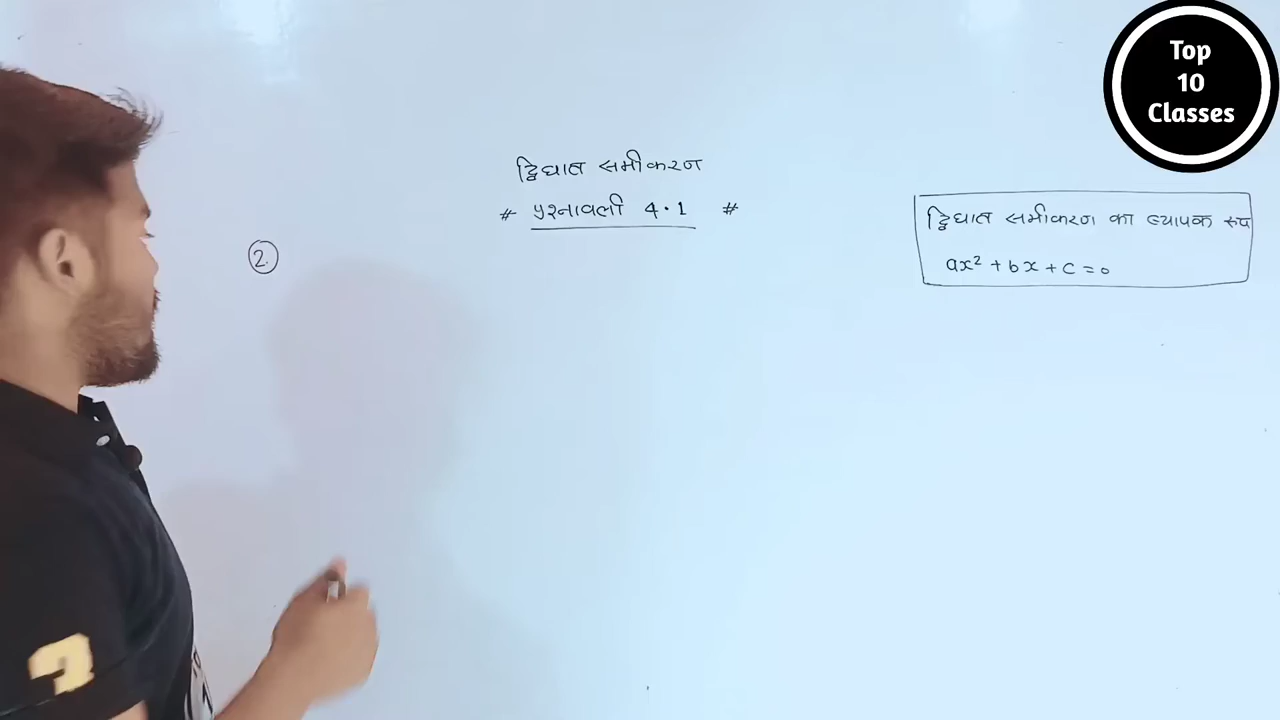 Top
10
Classes
द्विघात समीकरण
# प्रश्नावली 4.1 #
2.
द्विघात समीकरण का व्यापक रूप
ax² + bx + c = 0